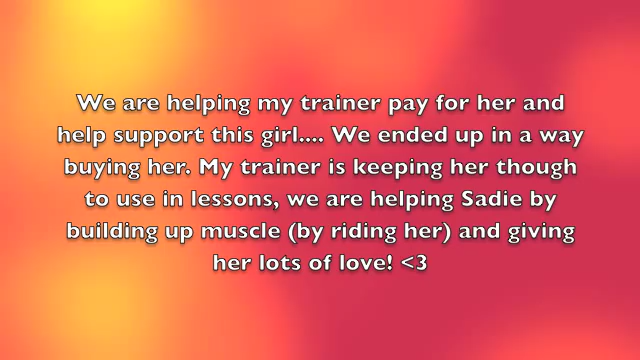 We are helping my trainer pay for her and
help support this girl.... We ended up in a way
buying her. My trainer is keeping her though
to use in lessons, we are helping Sadie by
building up muscle (by riding her) and giving
her lots of love! <3